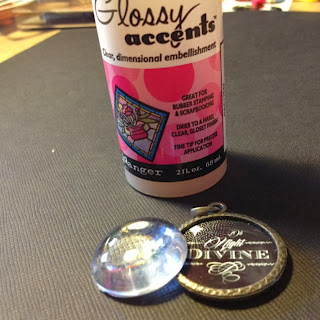 Glossy
accents
Clear, dimensional embellishment
GREAT FOR
RUBBER STAMPING
& SCRAPBOOKING
DRIES TO A HARD,
CLEAR, GLOSSY FINISH
FINE TIP FOR PRECISE
APPLICATION
Ranger
2 fl. oz.
Night
DIVINE